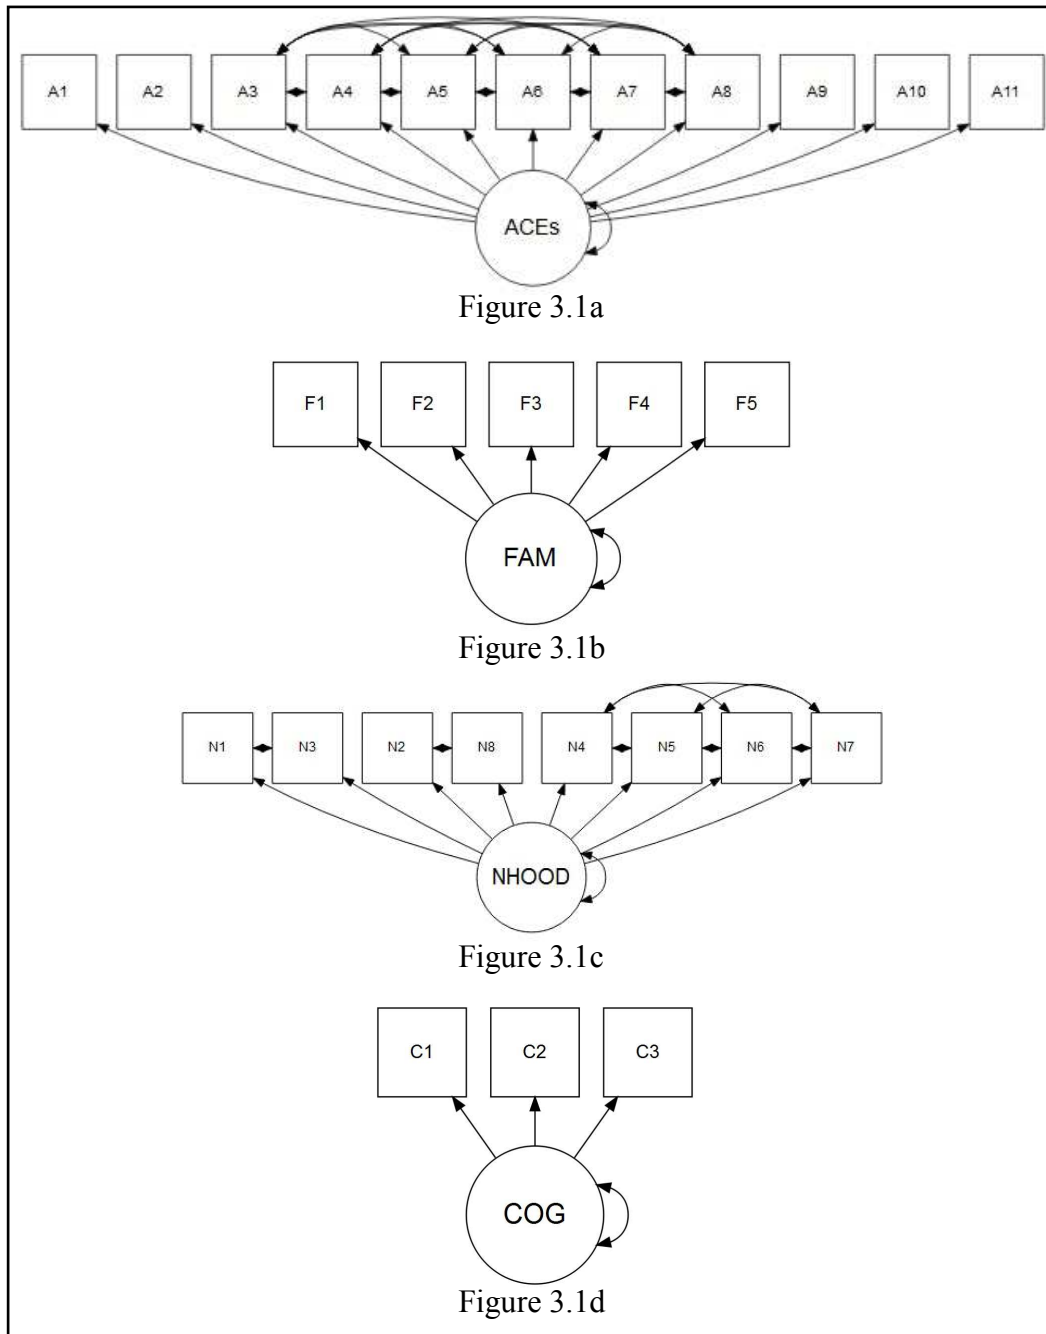 A1 A2 A3 A4 A5 A6 A7 A8 A9 A10 A11
ACEs
Figure 3.1a
F1 F2 F3 F4 F5
FAM
Figure 3.1b
N1 N3 N2 N8 N4 N5 N6 N7
NHOOD
Figure 3.1c
C1 C2 C3
COG
Figure 3.1d